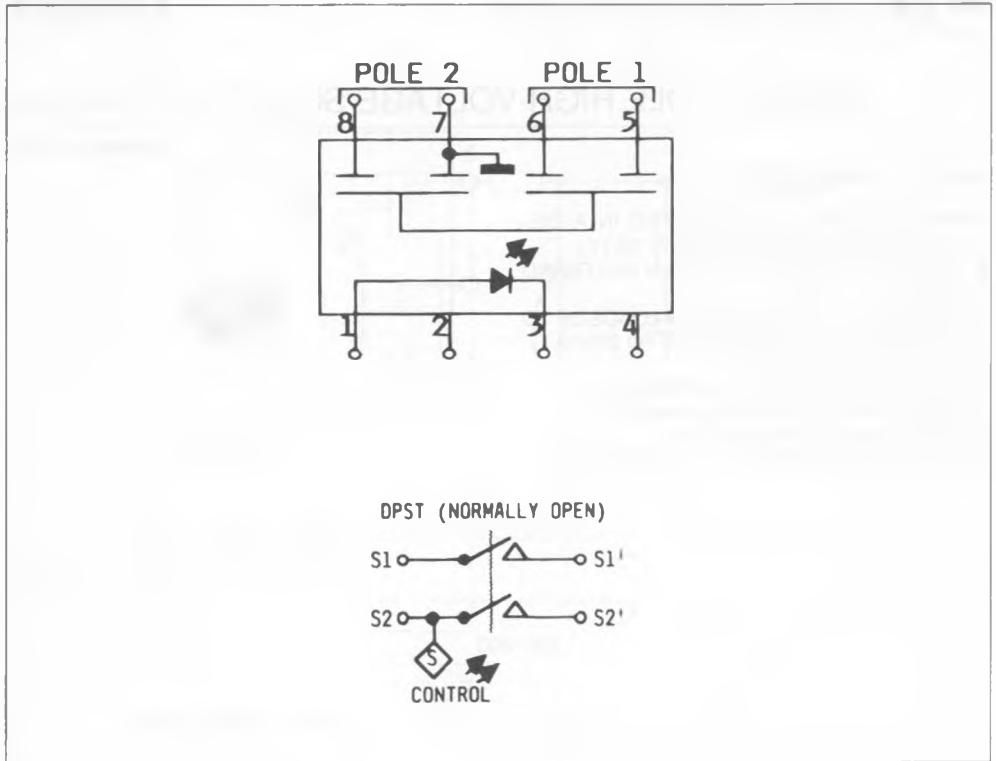 POLE 2 POLE 1
8 7 6 5
1 2 3 4
DPST (NORMALLY OPEN)
S1 S1'
S2 S2'
S
CONTROL